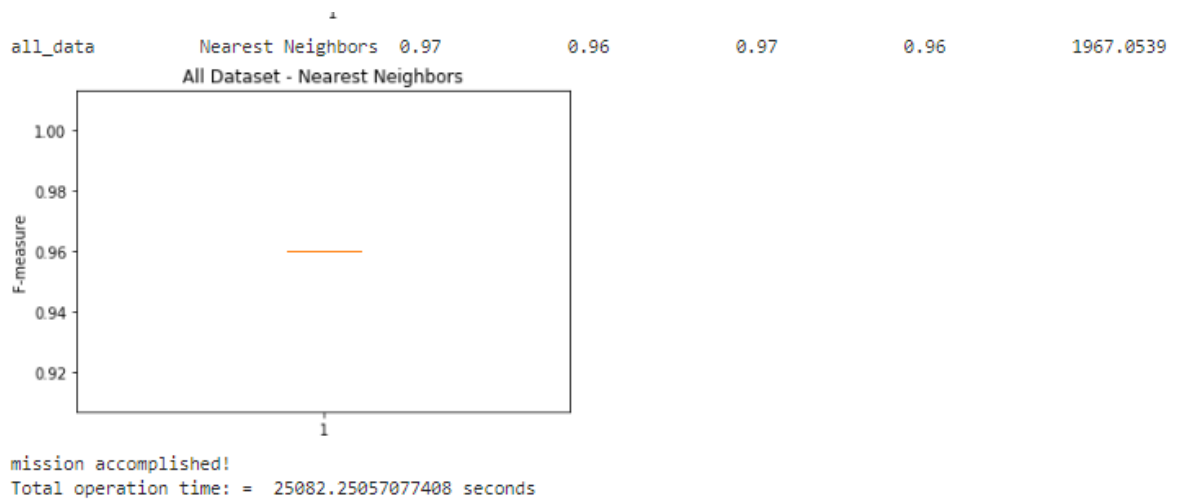 1
all_data Nearest Neighbors 0.97 0.96 0.97 0.96 1967.0539
All Dataset - Nearest Neighbors
1.00
0.98
0.96
0.94
0.92
F-measure
1
mission accomplished!
Total operation time: = 25082.25057077408 seconds